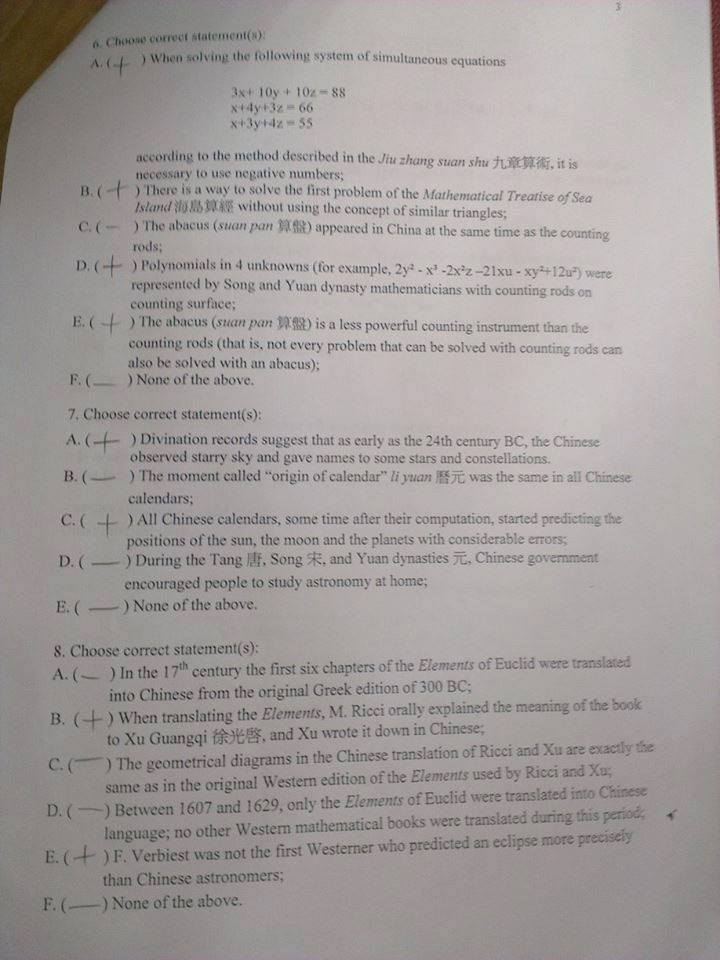 3
6. Choose correct statement(s):
A. (+) When solving the following system of simultaneous equations
3x+ 10y + 10z = 88
x+4y+3z = 66
x+3y+4z = 55
according to the method described in the Jiu zhang suan shu 九章算術, it is
necessary to use negative numbers;
B. (+) There is a way to solve the first problem of the Mathematical Treatise of Sea
Island 海島算經 without using the concept of similar triangles;
C. (—) The abacus (suan pan 算盤) appeared in China at the same time as the counting
rods;
D. (+) Polynomials in 4 unknowns (for example, 2y² - x³ -2x²z –21xu - xy²+12u²) were
represented by Song and Yuan dynasty mathematicians with counting rods on
counting surface;
E. (+) The abacus (suan pan 算盤) is a less powerful counting instrument than the
counting rods (that is, not every problem that can be solved with counting rods can
also be solved with an abacus);
F. (—) None of the above.
7. Choose correct statement(s):
A. (+) Divination records suggest that as early as the 24th century BC, the Chinese
observed starry sky and gave names to some stars and constellations.
B. (—) The moment called “origin of calendar” li yuan 曆元 was the same in all Chinese
calendars;
C. (+) All Chinese calendars, some time after their computation, started predicting the
positions of the sun, the moon and the planets with considerable errors;
D. (—) During the Tang 唐, Song 宋, and Yuan dynasties 元, Chinese government
encouraged people to study astronomy at home;
E. (—) None of the above.
8. Choose correct statement(s):
A. (—) In the 17th century the first six chapters of the Elements of Euclid were translated
into Chinese from the original Greek edition of 300 BC;
B. (+) When translating the Elements, M. Ricci orally explained the meaning of the book
to Xu Guangqi 徐光啓, and Xu wrote it down in Chinese;
C. (—) The geometrical diagrams in the Chinese translation of Ricci and Xu are exactly the
same as in the original Western edition of the Elements used by Ricci and Xu;
D. (—) Between 1607 and 1629, only the Elements of Euclid were translated into Chinese
language; no other Western mathematical books were translated during this period;
E. (+) F. Verbiest was not the first Westerner who predicted an eclipse more precisely
than Chinese astronomers;
F. (—) None of the above.